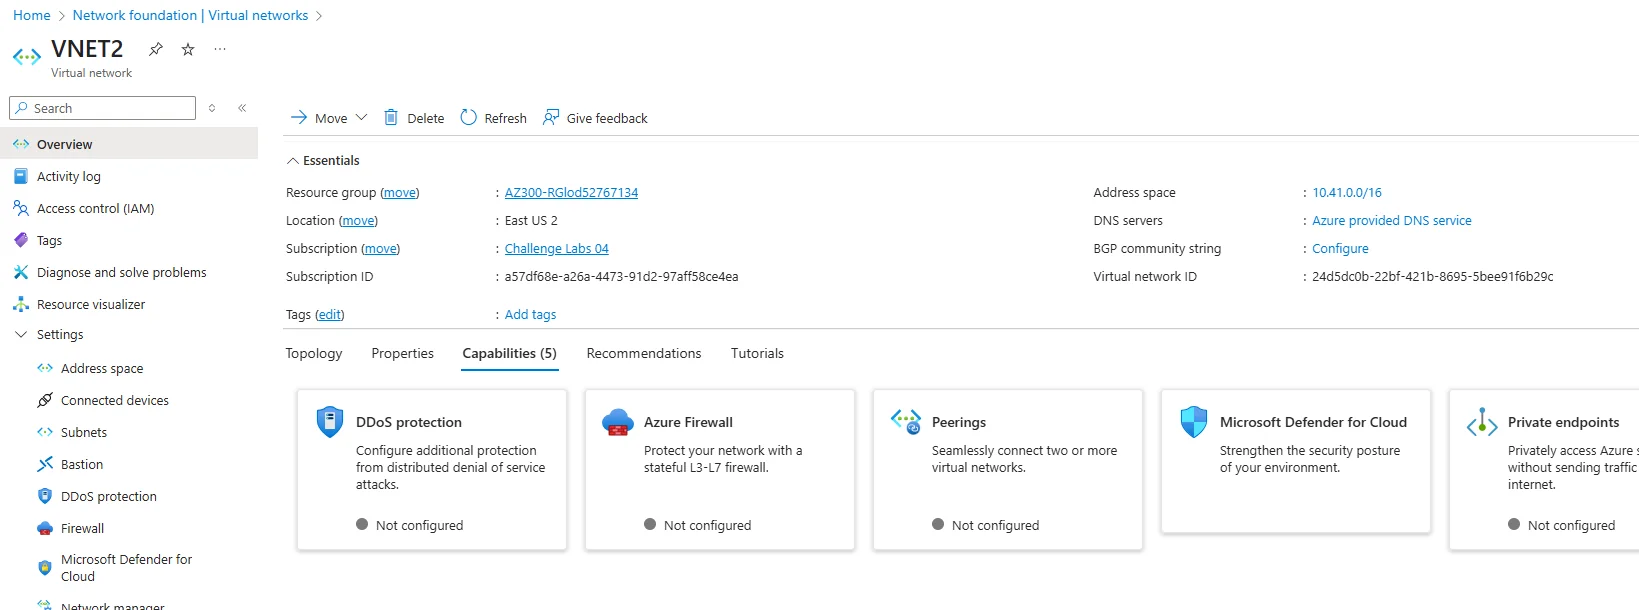 Home > Network foundation | Virtual networks >
VNET2
Virtual network
Search
Overview
Activity log
Access control (IAM)
Tags
Diagnose and solve problems
Resource visualizer
Settings
Address space
Connected devices
Subnets
Bastion
DDoS protection
Firewall
Microsoft Defender for
Cloud
Network manager
Move Delete Refresh Give feedback
Essentials
Resource group (move) : AZ300-RGlod52767134
Location (move) : East US 2
Subscription (move) : Challenge Labs 04
Subscription ID : a57df68e-a26a-4473-91d2-97aff58ce4ea
Address space : 10.41.0.0/16
DNS servers : Azure provided DNS service
BGP community string : Configure
Virtual network ID : 24d5dc0b-22bf-421b-8695-5bee91f6b29c
Tags (edit) : Add tags
Topology Properties Capabilities (5) Recommendations Tutorials
DDoS protection
Configure additional protection
from distributed denial of service
attacks.
Not configured
Azure Firewall
Protect your network with a
stateful L3-L7 firewall.
Not configured
Peerings
Seamlessly connect two or more
virtual networks.
Not configured
Microsoft Defender for Cloud
Strengthen the security posture
of your environment.
Private endpoints
Privately access Azure s
without sending traffic
internet.
Not configured